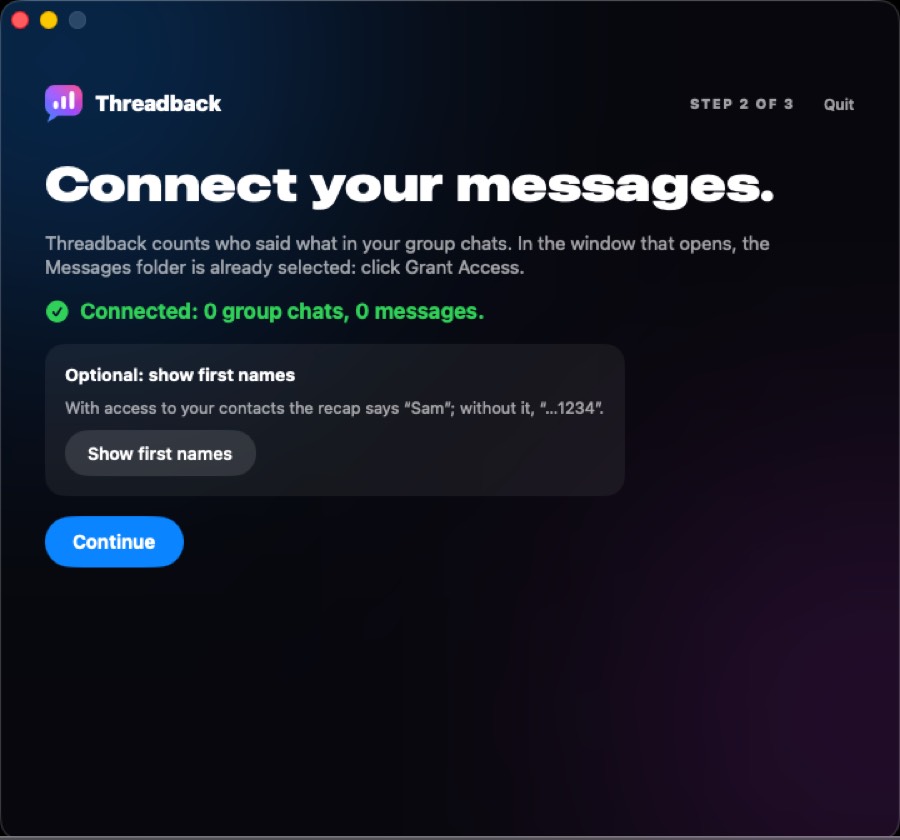 Threadback
STEP 2 OF 3
Quit
Connect your messages.
Threadback counts who said what in your group chats. In the window that opens, the
Messages folder is already selected: click Grant Access.
Connected: 0 group chats, 0 messages.
Optional: show first names
With access to your contacts the recap says “Sam”; without it, “…1234”.
Show first names
Continue